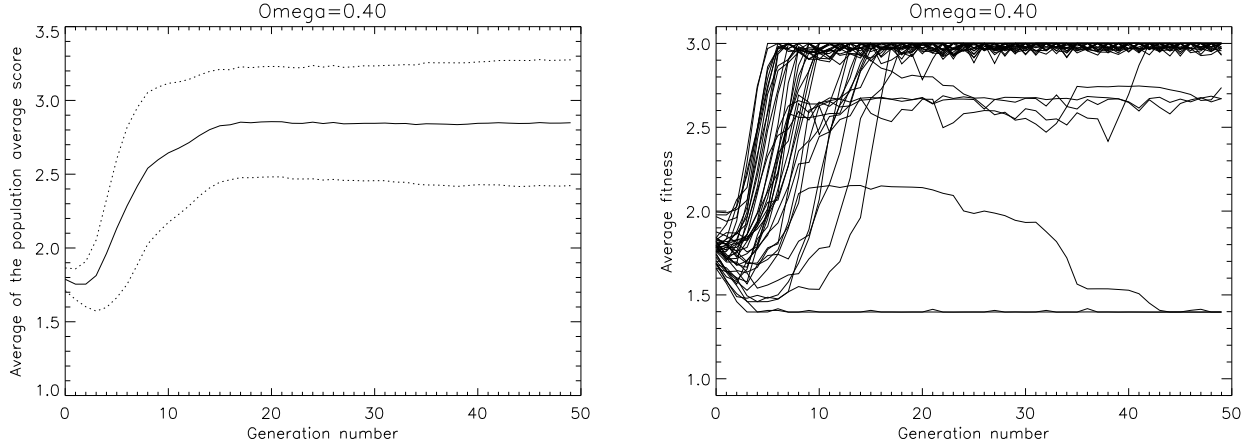 Omega=0.40
Average of the population average score
3.5
3.0
2.5
2.0
1.5
1.0
0 10 20 30 40 50
Generation number
Omega=0.40
Average fitness
3.0
2.5
2.0
1.5
1.0
0 10 20 30 40 50
Generation number